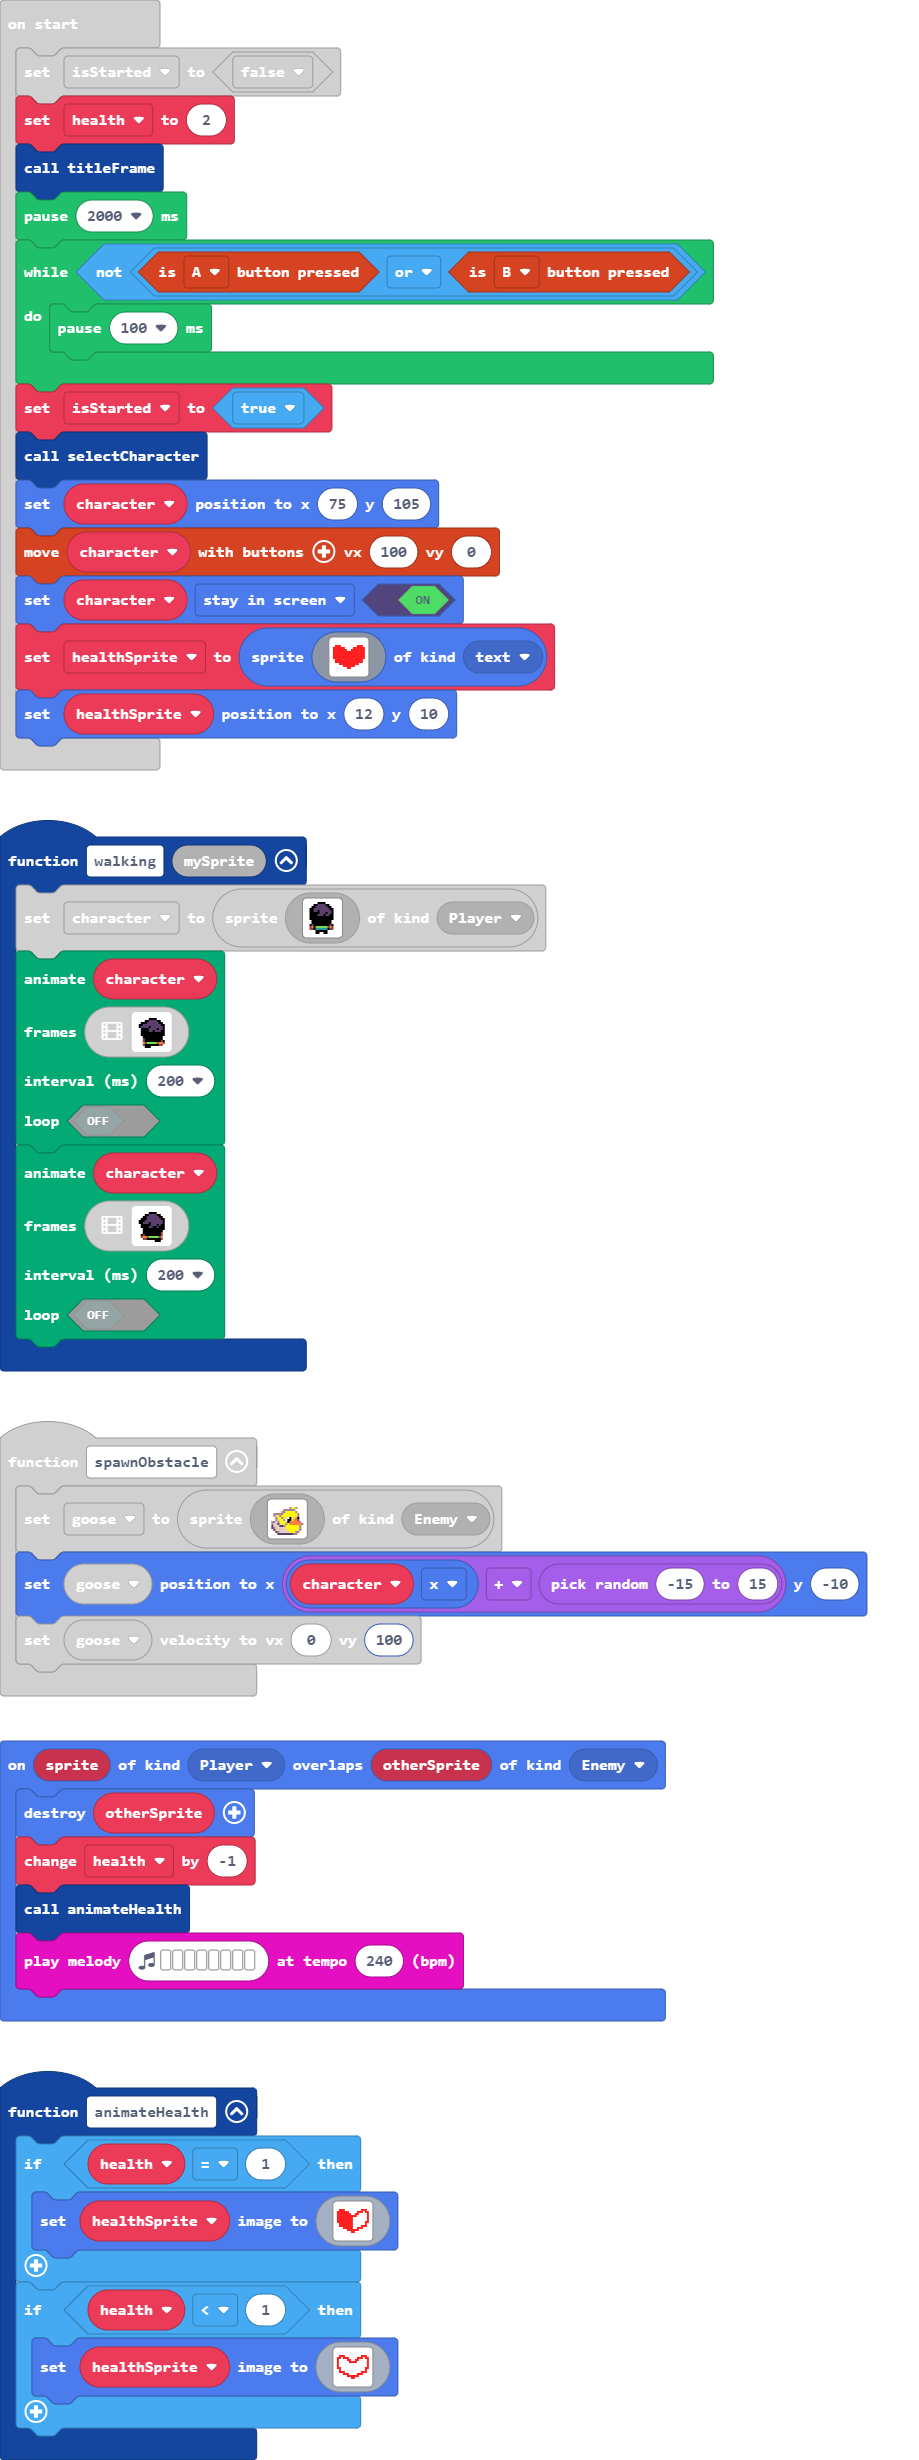 on start
set isStarted to false
set health to 2
call titleFrame
pause 2000 ms
while not is A button pressed or is B button pressed
do
pause 100 ms
set isStarted to true
call selectCharacter
set character position to x 75 y 105
move character with buttons vx 100 vy 0
set character stay in screen ON
set healthSprite to sprite of kind text
set healthSprite position to x 12 y 10
function walking mySprite
set character to sprite of kind Player
animate character
frames
interval (ms) 200
loop OFF
animate character
frames
interval (ms) 200
loop OFF
function spawnObstacle
set goose to sprite of kind Enemy
set goose position to x character x + pick random -15 to 15 y -10
set goose velocity to vx 0 vy 100
on sprite of kind Player overlaps otherSprite of kind Enemy
destroy otherSprite
change health by -1
call animateHealth
play melody at tempo 240 (bpm)
function animateHealth
if health = 1 then
set healthSprite image to
if health < 1 then
set healthSprite image to